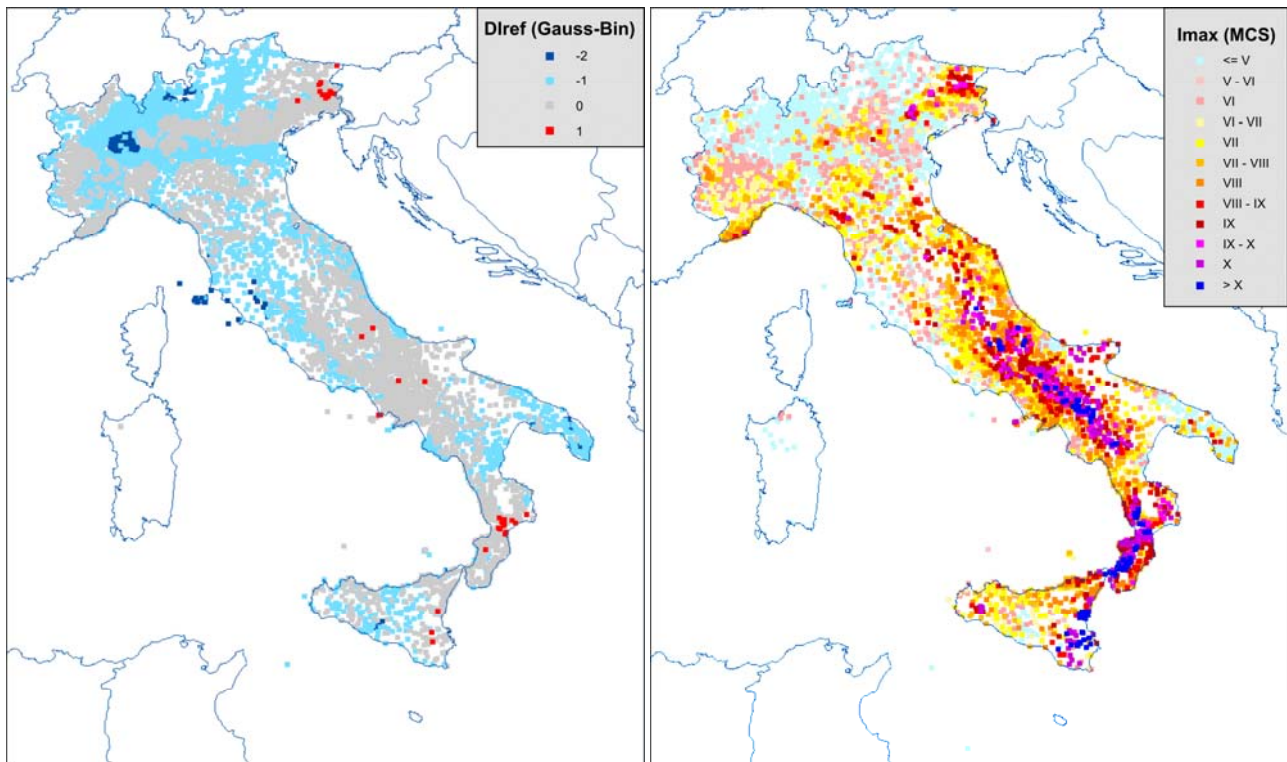 DIref (Gauss-Bin)
-2
-1
0
1
Imax (MCS)
<= V
V - VI
VI
VI - VII
VII
VII - VIII
VIII
VIII - IX
IX
IX - X
X
> X